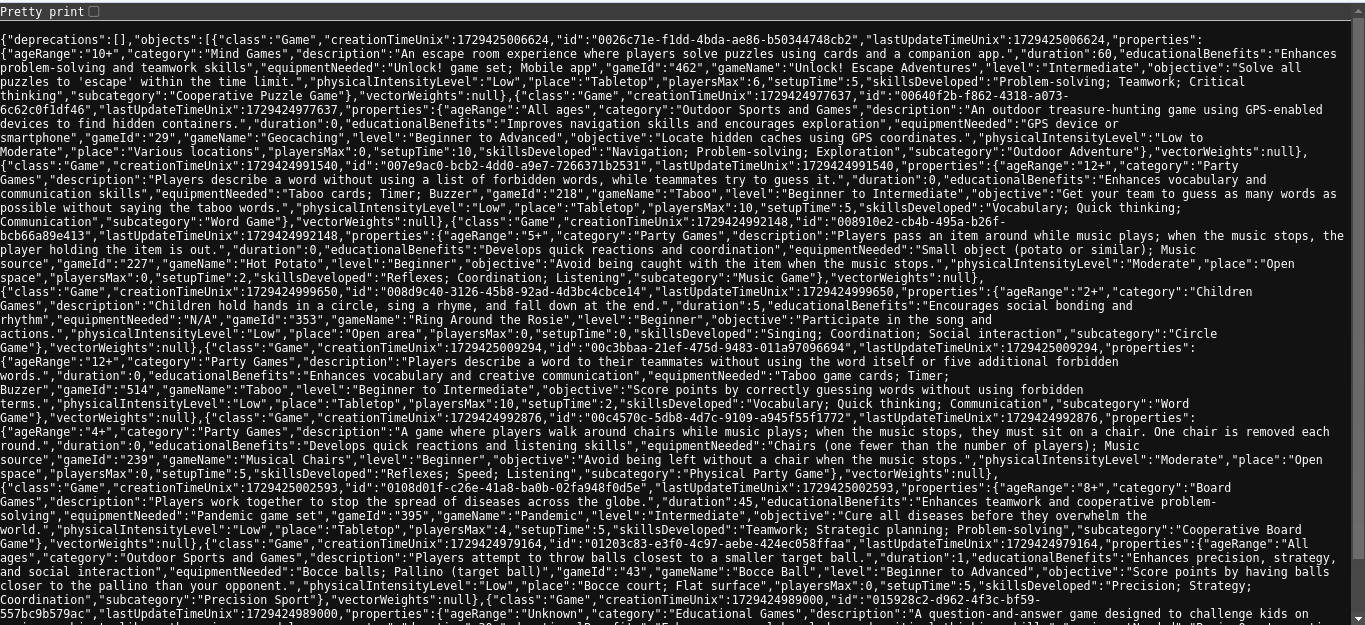 Pretty print
{"deprecations":[],"objects":[{"class":"Game","creationTimeUnix":1729425006624,"id":"0026c71e-f1dd-4bda-ae86-b50344748cb2","lastUpdateTimeUnix":1729425006624,"properties":
{"ageRange":"10+","category":"Mind Games","description":"An escape room experience where players solve puzzles using cards and a companion app.","duration":60,"educationalBenefits":"Enhances
problem-solving and teamwork skills","equipmentNeeded":"Unlock! game set; Mobile app","gameId":"462","gameName":"Unlock! Escape Adventures","level":"Intermediate","objective":"Solve all
puzzles to 'escape' within the time limit.","physicalIntensityLevel":"Low","place":"Tabletop","playersMax":6,"setupTime":5,"skillsDeveloped":"Problem-solving; Teamwork; Critical
thinking","subcategory":"Cooperative Puzzle Game"},"vectorWeights":null},{"class":"Game","creationTimeUnix":1729424977637,"id":"00640f2b-f862-4318-a073-
6c62c0f1df46","lastUpdateTimeUnix":1729424977637,"properties":{"ageRange":"All ages","category":"Outdoor Sports and Games","description":"An outdoor treasure-hunting game using GPS-enabled
devices to find hidden containers.","duration":0,"educationalBenefits":"Improves navigation skills and encourages exploration","equipmentNeeded":"GPS device or
smartphone","gameId":"29","gameName":"Geocaching","level":"Beginner to Advanced","objective":"Locate hidden caches using GPS coordinates.","physicalIntensityLevel":"Low to
Moderate","place":"Various locations","playersMax":0,"setupTime":10,"skillsDeveloped":"Navigation; Problem-solving; Exploration","subcategory":"Outdoor Adventure"},"vectorWeights":null},
{"class":"Game","creationTimeUnix":1729424991540,"id":"007e9ac0-bcb2-4dd0-a9e7-7266371b2531","lastUpdateTimeUnix":1729424991540,"properties":{"ageRange":"12+","category":"Party
Games","description":"Players describe a word without using a list of forbidden words, while teammates try to guess it.","duration":0,"educationalBenefits":"Enhances vocabulary and
communication skills","equipmentNeeded":"Taboo cards; Timer; Buzzer","gameId":"218","gameName":"Taboo","level":"Beginner to Intermediate","objective":"Get your team to guess as many words as
possible without saying the taboo words.","physicalIntensityLevel":"Low","place":"Tabletop","playersMax":10,"setupTime":5,"skillsDeveloped":"Vocabulary; Quick thinking;
Communication","subcategory":"Word Game"},"vectorWeights":null},{"class":"Game","creationTimeUnix":1729424992148,"id":"008910e2-cb4b-495a-b26f-
bcb66a89e413","lastUpdateTimeUnix":1729424992148,"properties":{"ageRange":"5+","category":"Party Games","description":"Players pass an item around while music plays; when the music stops, the
player holding the item is out.","duration":0,"educationalBenefits":"Develops quick reactions and coordination","equipmentNeeded":"Small object (potato or similar); Music
source","gameId":"227","gameName":"Hot Potato","level":"Beginner","objective":"Avoid being caught with the item when the music stops.","physicalIntensityLevel":"Moderate","place":"Open
space","playersMax":0,"setupTime":2,"skillsDeveloped":"Reflexes; Coordination; Listening","subcategory":"Music Game"},"vectorWeights":null},
{"class":"Game","creationTimeUnix":1729424999650,"id":"008d9c40-3126-45b8-92ad-4d3bc4cbce14","lastUpdateTimeUnix":1729424999650,"properties":{"ageRange":"2+","category":"Children
Games","description":"Children hold hands in a circle, sing a rhyme, and fall down at the end.","duration":5,"educationalBenefits":"Encourages social bonding and
rhythm","equipmentNeeded":"N/A","gameId":"353","gameName":"Ring Around the Rosie","level":"Beginner","objective":"Participate in the song and
actions.","physicalIntensityLevel":"Low","place":"Open area","playersMax":0,"setupTime":0,"skillsDeveloped":"Singing; Coordination; Social interaction","subcategory":"Circle
Game"},"vectorWeights":null},{"class":"Game","creationTimeUnix":1729425009294,"id":"00c3bbaa-21ef-475d-9483-011a97096694","lastUpdateTimeUnix":1729425009294,"properties":
{"ageRange":"12+","category":"Party Games","description":"Players describe a word to their teammates without using the word itself or five additional forbidden
words.","duration":0,"educationalBenefits":"Enhances vocabulary and creative communication","equipmentNeeded":"Taboo game cards; Timer;
Buzzer","gameId":"514","gameName":"Taboo","level":"Beginner to Intermediate","objective":"Score points by correctly guessing words without using forbidden
terms.","physicalIntensityLevel":"Low","place":"Tabletop","playersMax":10,"setupTime":2,"skillsDeveloped":"Vocabulary; Quick thinking; Communication","subcategory":"Word
Game"},"vectorWeights":null},{"class":"Game","creationTimeUnix":1729424992876,"id":"00c4570c-5db8-4d7c-9109-a945f55f1772","lastUpdateTimeUnix":1729424992876,"properties":
{"ageRange":"4+","category":"Party Games","description":"A game where players walk around chairs while music plays; when the music stops, they must sit on a chair. One chair is removed each
round.","duration":0,"educationalBenefits":"Develops quick reactions and listening skills","equipmentNeeded":"Chairs (one fewer than the number of players); Music
source","gameId":"239","gameName":"Musical Chairs","level":"Beginner","objective":"Avoid being left without a chair when the music stops.","physicalIntensityLevel":"Moderate","place":"Open
space","playersMax":0,"setupTime":5,"skillsDeveloped":"Reflexes; Speed; Listening","subcategory":"Physical Party Game"},"vectorWeights":null},
{"class":"Game","creationTimeUnix":1729425002593,"id":"0108d01f-c26e-41a8-ba0b-02fa948f0d5e","lastUpdateTimeUnix":1729425002593,"properties":{"ageRange":"8+","category":"Board
Games","description":"Players work together to stop the spread of diseases across the globe.","duration":45,"educationalBenefits":"Enhances teamwork and cooperative problem-
solving","equipmentNeeded":"Pandemic game set","gameId":"395","gameName":"Pandemic","level":"Intermediate","objective":"Cure all diseases before they overwhelm the
world.","physicalIntensityLevel":"Low","place":"Tabletop","playersMax":4,"setupTime":5,"skillsDeveloped":"Teamwork; Strategic planning; Problem-solving","subcategory":"Cooperative Board
Game"},"vectorWeights":null},{"class":"Game","creationTimeUnix":1729424979164,"id":"01203c83-e3f0-4c97-ae0e-424ec058ffaa","lastUpdateTimeUnix":1729424979164,"properties":{"ageRange":"All
ages","category":"Outdoor Sports and Games","description":"Players attempt to throw balls closest to a smaller target ball.","duration":1,"educationalBenefits":"Enhances precision, strategy,
and social interaction","equipmentNeeded":"Bocce balls; Pallino (target ball)","gameId":"43","gameName":"Bocce Ball","level":"Beginner to Advanced","objective":"Score points by having balls
closer to the pallino than your opponent.","physicalIntensityLevel":"Low","place":"Bocce court; Flat surface","playersMax":0,"setupTime":5,"skillsDeveloped":"Precision; Strategy;
Coordination","subcategory":"Precision Sport"},"vectorWeights":null},{"class":"Game","creationTimeUnix":1729424989000,"id":"015928c2-d962-4f3c-bf59-
557bc9b579ac","lastUpdateTimeUnix":1729424989000,"properties":{"ageRange":"Unknown","category":"Educational Games","description":"A question-and-answer game designed to challenge kids on